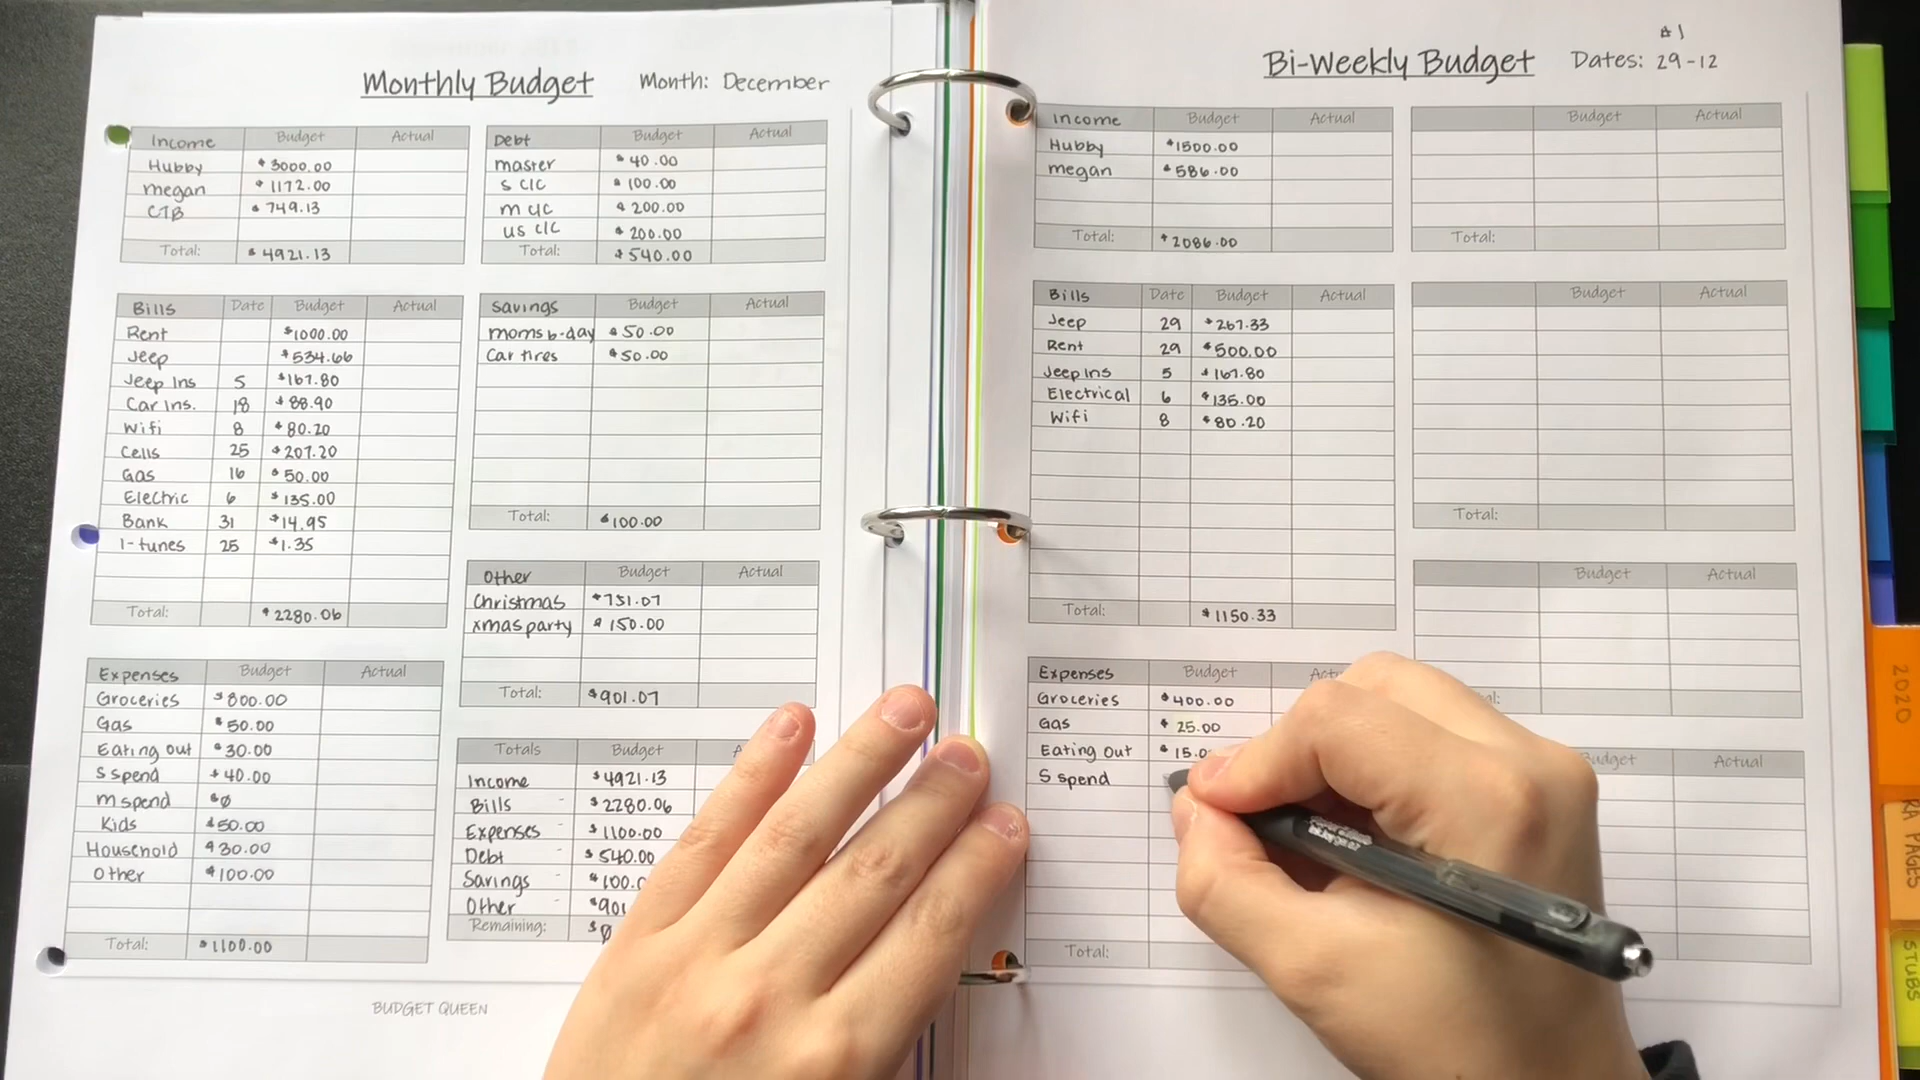 Monthly Budget Month: December
Income Budget Actual
Hubby $3000.00
megan $1172.00
CTB $749.13
Total: $4921.13
Debt Budget Actual
master $40.00
s c/c $100.00
m c/c $200.00
us c/c $200.00
Total: $540.00
Bills Date Budget Actual
Rent $1000.00
Jeep $534.66
Jeep Ins 5 $167.80
Car Ins. 18 $88.90
Wifi 8 $80.20
Cells 25 $207.20
Gas 16 $50.00
Electric 6 $135.00
Bank 31 $14.95
I-tunes 25 $1.35
Total: $2280.06
Savings Budget Actual
moms b-day $50.00
Car tires $50.00
Total: $100.00
Other Budget Actual
Christmas $751.07
xmas party $150.00
Total: $901.07
Expenses Budget Actual
Groceries $800.00
Gas $50.00
Eating out $30.00
S spend $40.00
m spend $0
Kids $50.00
Household $30.00
Other $100.00
Total: $1100.00
Totals Budget
Income $4921.13
Bills - $2280.06
Expenses - $1100.00
Debt - $540.00
Savings - $100.0
Other - $901
Remaining: $0
BUDGET QUEEN
#1
Bi-Weekly Budget Dates: 29-12
Income Budget Actual
Hubby $1500.00
megan $586.00
Total: $2086.00
Budget Actual
Total:
Bills Date Budget Actual
Jeep 29 $267.33
Rent 29 $500.00
Jeep Ins 5 $167.80
Electrical 6 $135.00
Wifi 8 $80.20
Total: $1150.33
Budget Actual
Total:
Budget Actual
Expenses Budget
Groceries $400.00
Gas $25.00
Eating Out $15.0
S spend
Total:
Budget Actual
2020
PAGES
STUBS